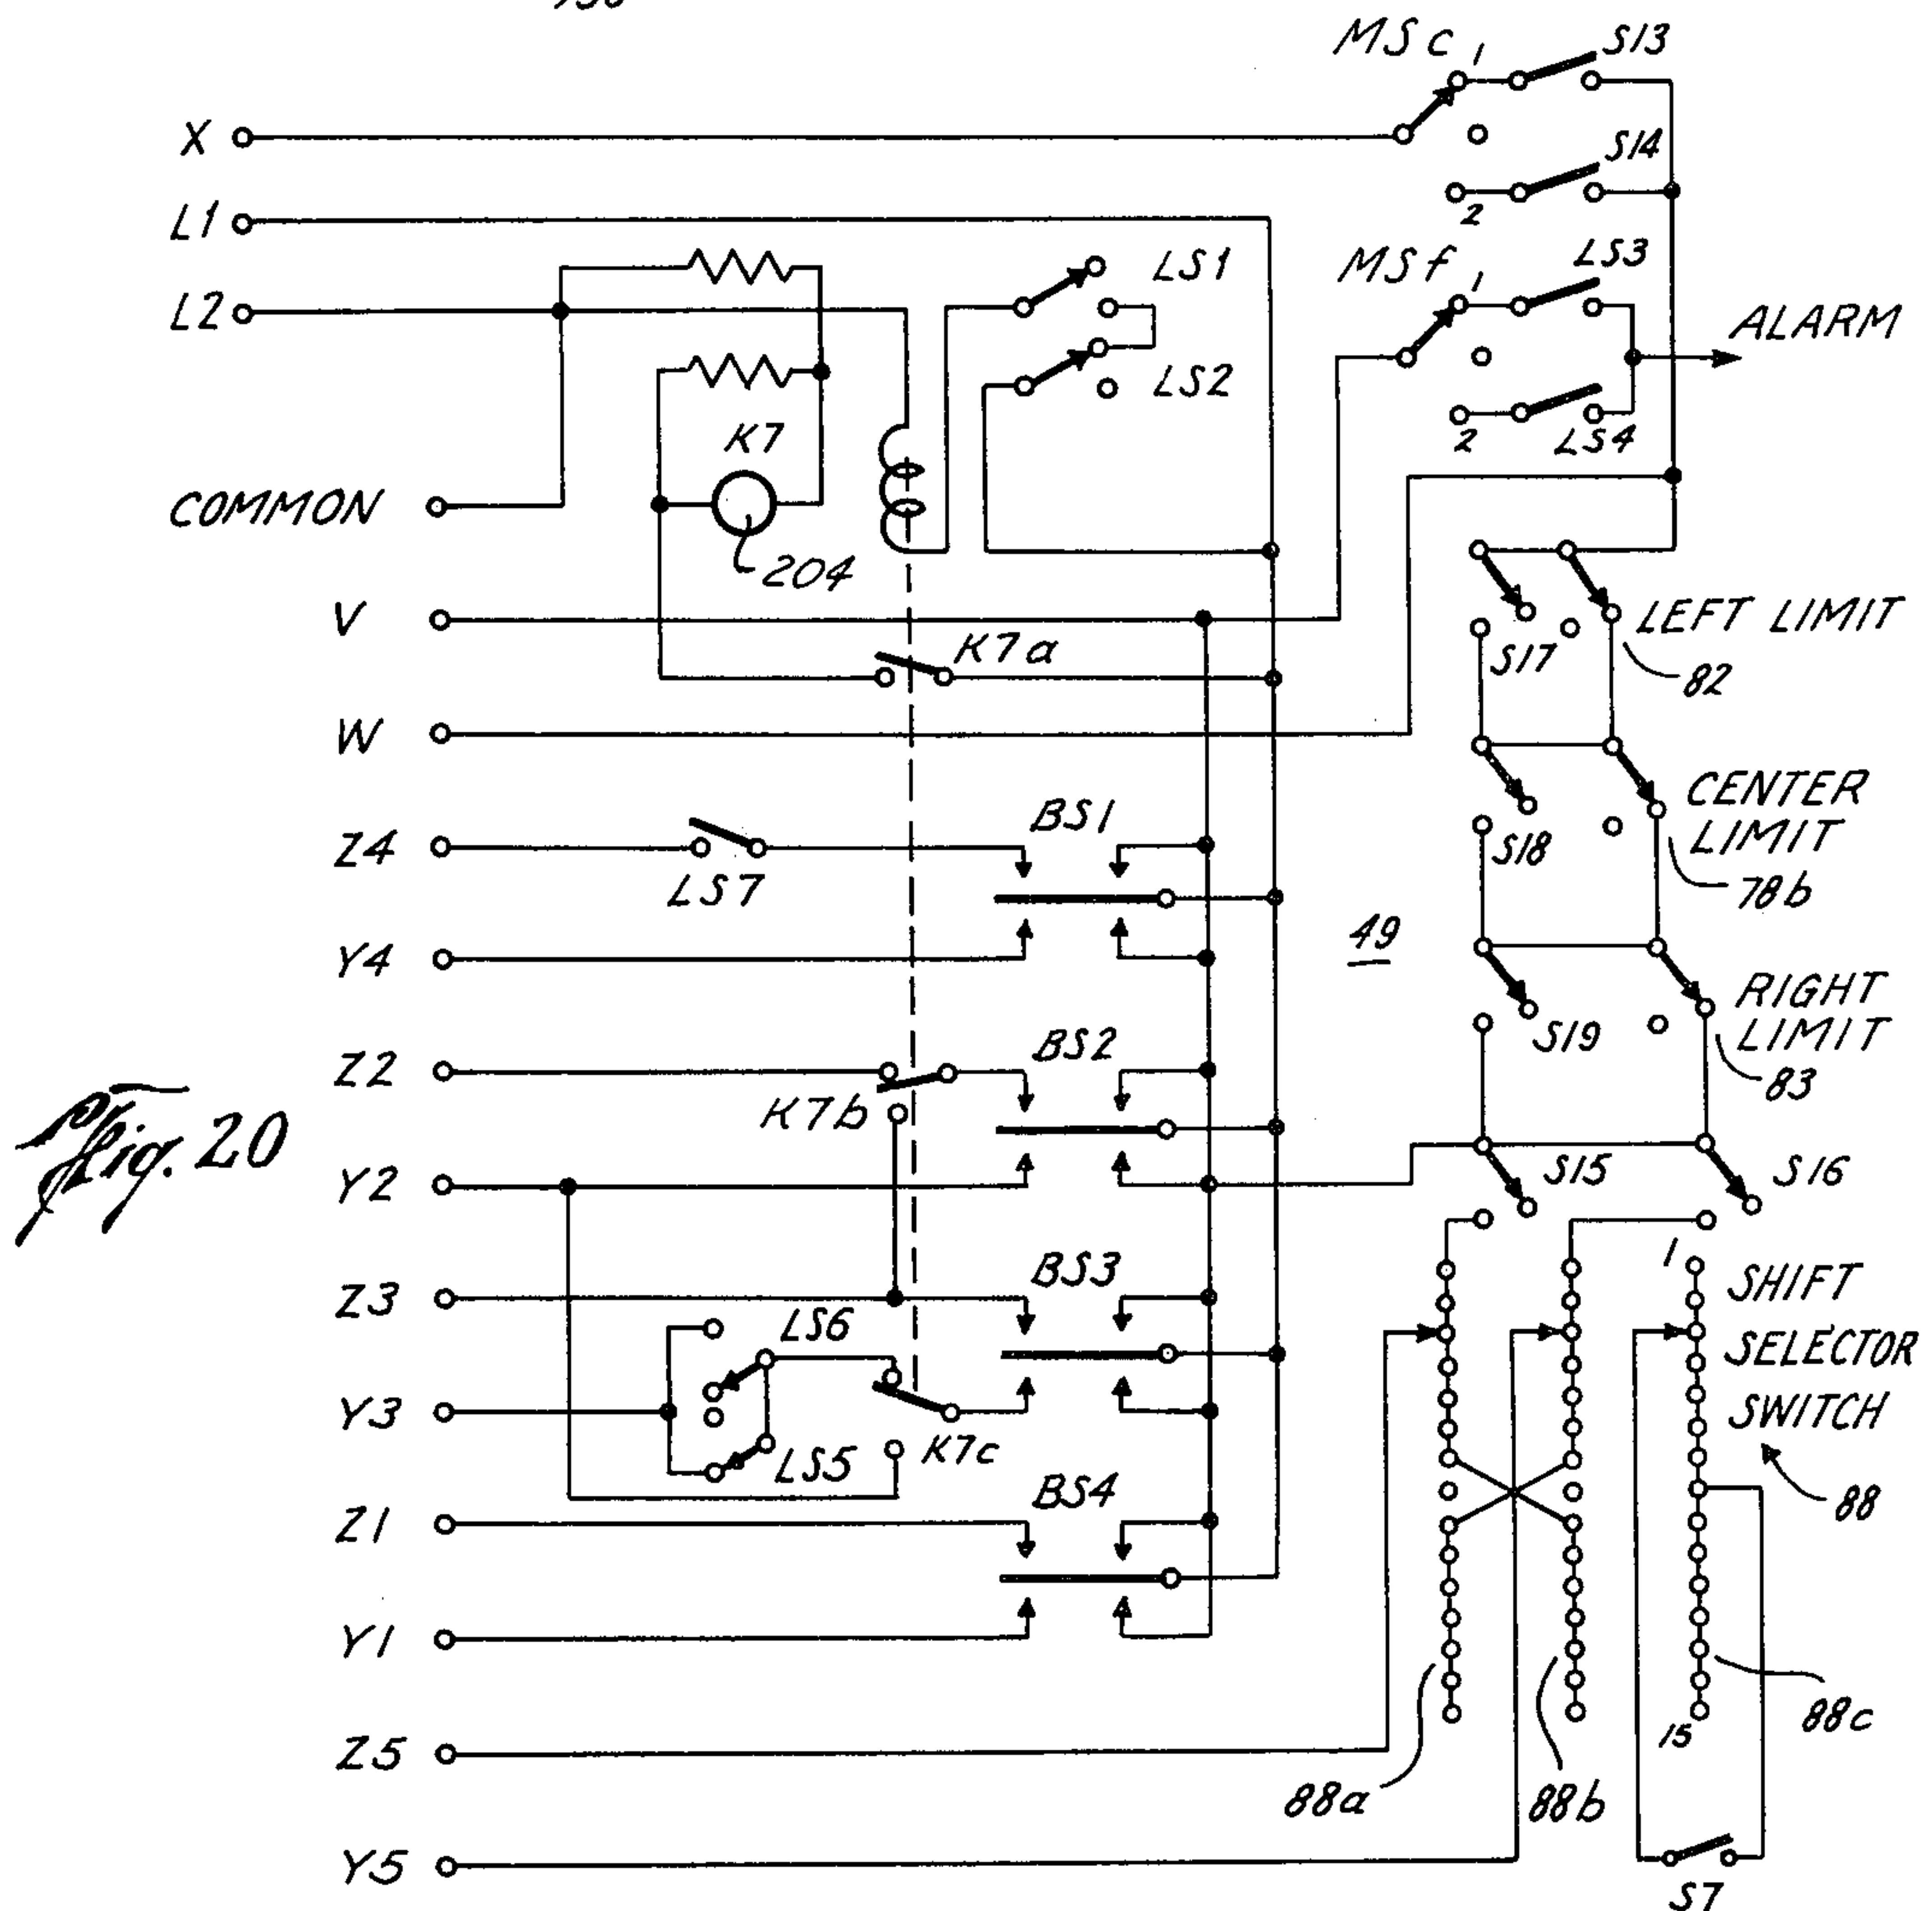 MSc
1
S13
X
S14
2
L1
LS1
MSf
1
LS3
L2
ALARM
LS2
2
LS4
K7
COMMON
204
V
K7a
LEFT LIMIT
S17
82
W
BS1
CENTER
LIMIT
Z4
S18
LS7
78b
49
Y4
RIGHT
LIMIT
BS2
S19
Z2
83
K7b
Fig. 20
Y2
S15
S16
BS3
1
SHIFT
Z3
LS6
SELECTOR
Y3
SWITCH
LS5
K7c
BS4
88
Z1
Y1
88c
15
Z5
88a
88b
Y5
S7